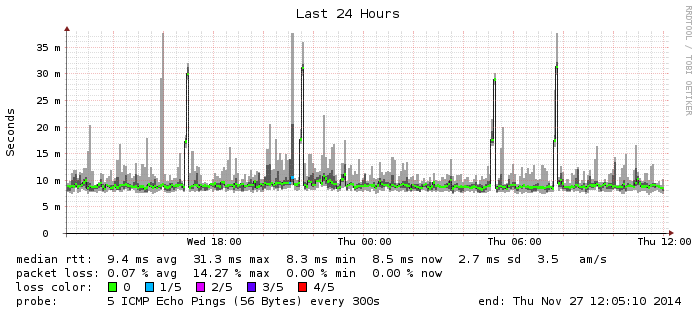 Last 24 Hours
RRDTOOL / TOBI OETIKER
Seconds
35 m
30 m
25 m
20 m
15 m
10 m
5 m
0
Wed 18:00 Thu 00:00 Thu 06:00 Thu 12:00
median rtt: 9.4 ms avg 31.3 ms max 8.3 ms min 8.5 ms now 2.7 ms sd 3.5 am/s
packet loss: 0.07 % avg 14.27 % max 0.00 % min 0.00 % now
loss color: 0 1/5 2/5 3/5 4/5
probe: 5 ICMP Echo Pings (56 Bytes) every 300s end: Thu Nov 27 12:05:10 2014